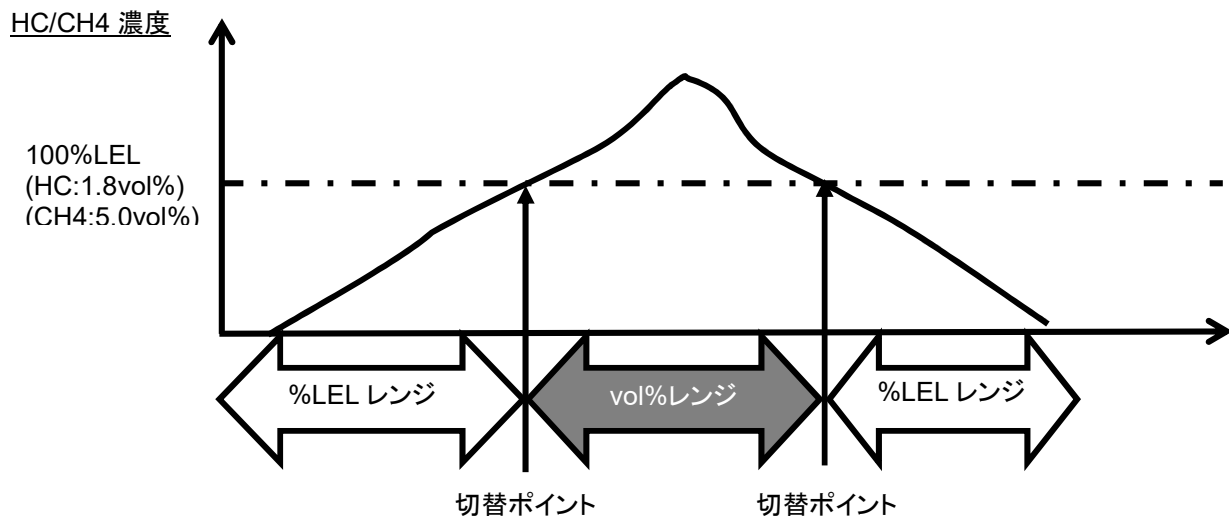 HC/CH4 濃度
100%LEL
(HC:1.8vol%)
(CH4:5.0vol%)
%LEL レンジ
vol%レンジ
%LEL レンジ
切替ポイント
切替ポイント